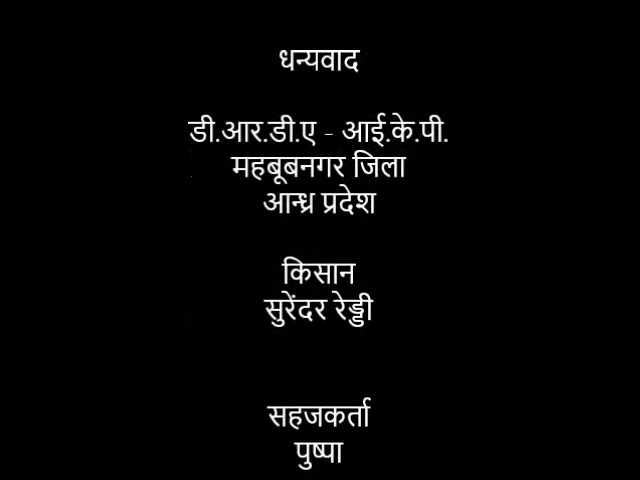 धन्यवाद
डी.आर.डी.ए - आई.के.पी.
महबूबनगर जिला
आन्ध्र प्रदेश
किसान
सुरेंदर रेड्डी
सहजकर्ता
पुष्पा